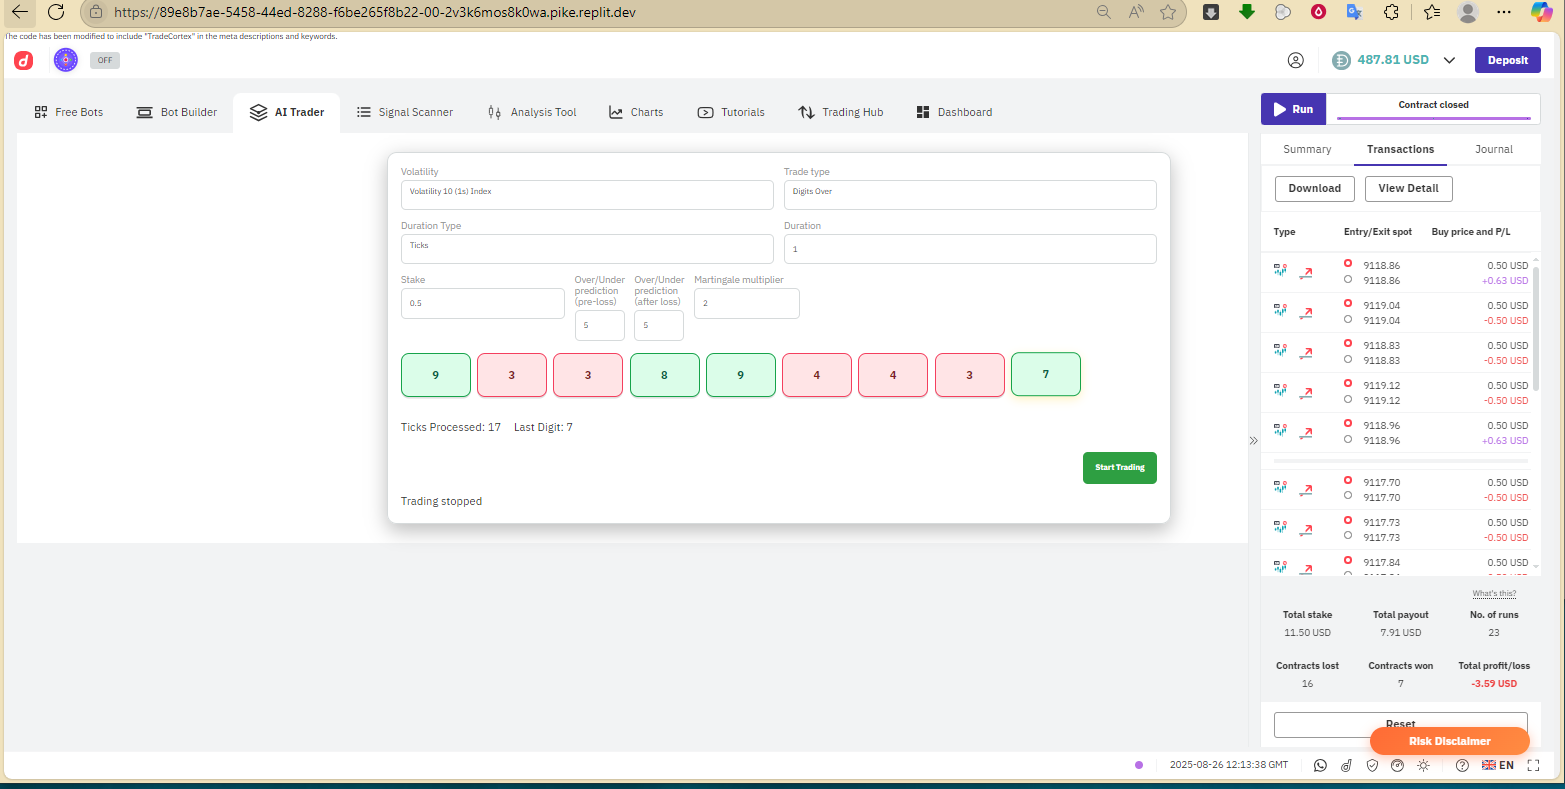 https://89e8b7ae-5458-44ed-8288-f6be265f8b22-00-2v3k6mos8k0wa.pike.replit.dev
The code has been modified to include "TradeCortex" in the meta descriptions and keywords.
OFF
487.81 USD
Deposit
Free Bots
Bot Builder
AI Trader
Signal Scanner
Analysis Tool
Charts
Tutorials
Trading Hub
Dashboard
Run
Contract closed
Volatility
Volatility 10 (1s) Index
Trade type
Digits Over
Duration Type
Ticks
Duration
1
Stake
0.5
Over/Under
prediction
(pre-loss)
5
Over/Under
prediction
(after loss)
5
Martingale multiplier
2
9 3 3 8 9 4 4 3 7
Ticks Processed: 17 Last Digit: 7
Start Trading
Trading stopped
Summary Transactions Journal
Download View Detail
Type Entry/Exit spot Buy price and P/L
9118.86 0.50 USD
9118.86 +0.63 USD
9119.04 0.50 USD
9119.04 -0.50 USD
9118.83 0.50 USD
9118.83 -0.50 USD
9119.12 0.50 USD
9119.12 -0.50 USD
9118.96 0.50 USD
9118.96 +0.63 USD
9117.70 0.50 USD
9117.70 -0.50 USD
9117.73 0.50 USD
9117.73 -0.50 USD
9117.84 0.50 USD
What's this?
Total stake Total payout No. of runs
11.50 USD 7.91 USD 23
Contracts lost Contracts won Total profit/loss
16 7 -3.59 USD
Reset
Risk Disclaimer
2025-08-26 12:13:38 GMT
EN